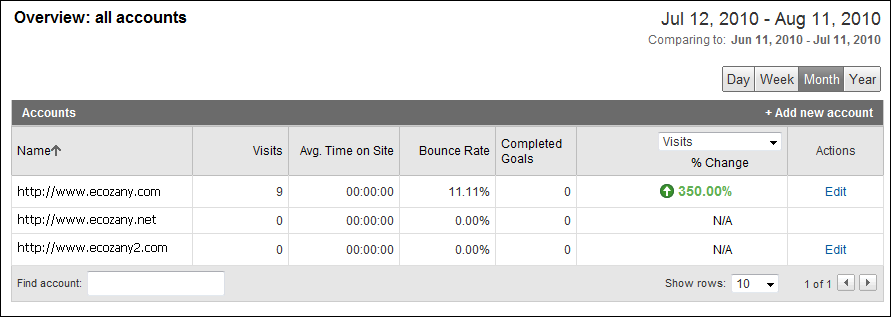 Overview: all accounts
Jul 12, 2010 - Aug 11, 2010
Comparing to: Jun 11, 2010 - Jul 11, 2010
Day Week Month Year
Accounts + Add new account
Name Visits Avg. Time on Site Bounce Rate Completed Goals Visits % Change Actions
http://www.ecozany.com 9 00:00:00 11.11% 0 350.00% Edit
http://www.ecozany.net 0 00:00:00 0.00% 0 N/A
http://www.ecozany2.com 0 00:00:00 0.00% 0 N/A Edit
Find account: Show rows: 10 1 of 1